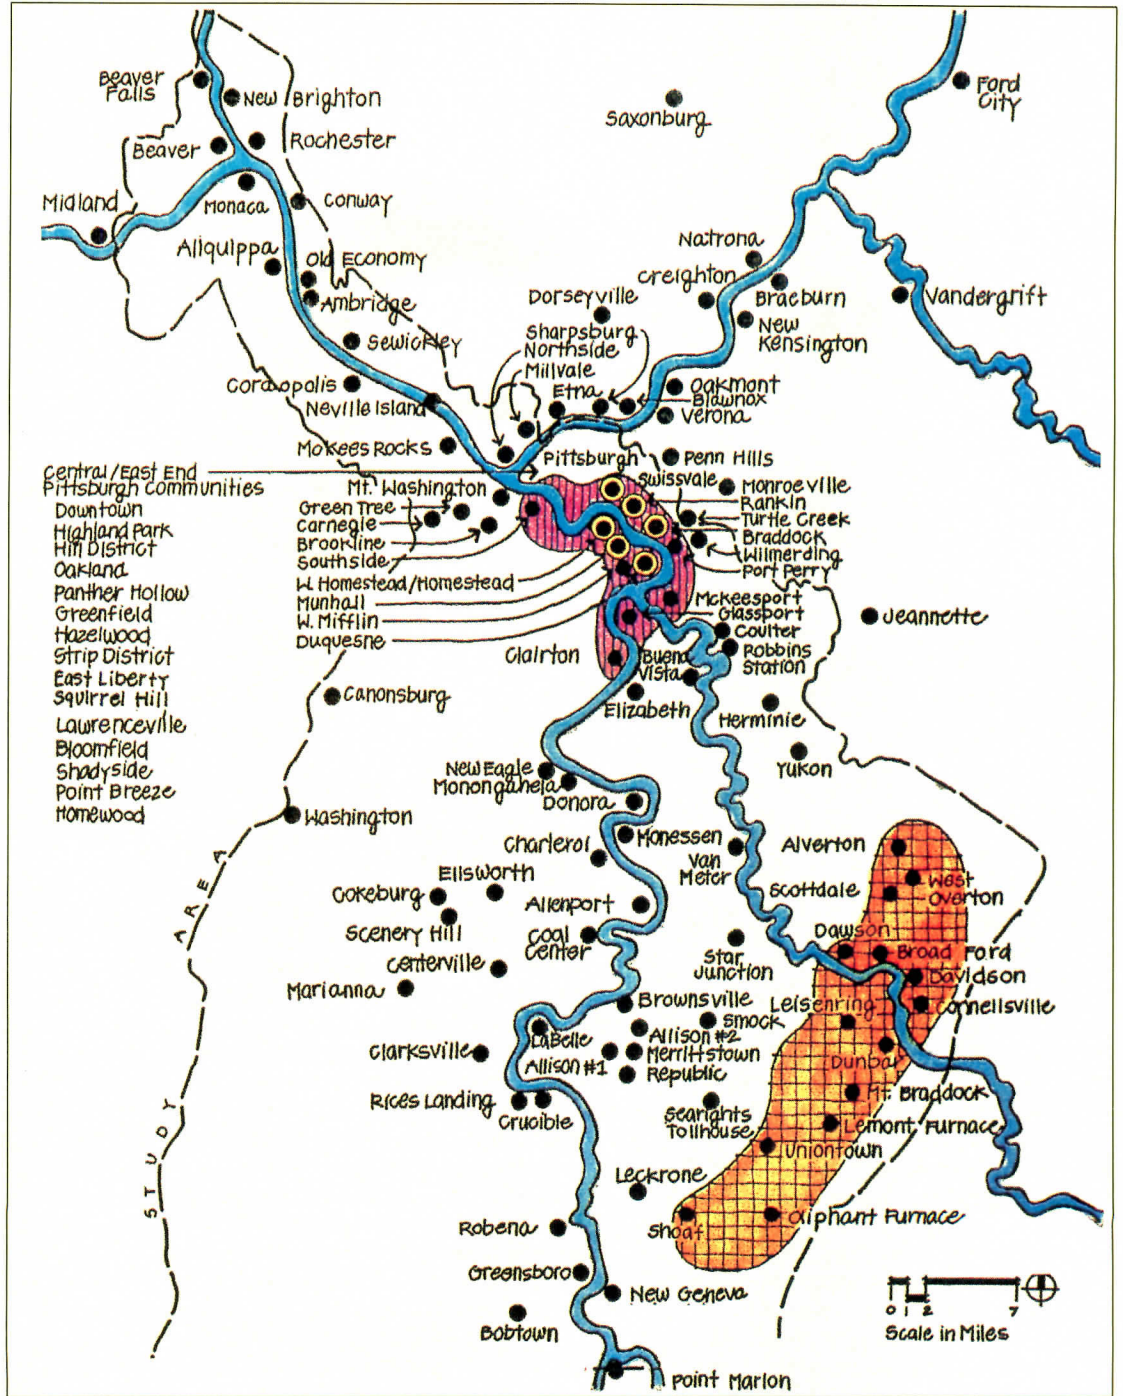 Beaver
Falls
New Brighton
Ford
City
Saxonburg
Beaver
Rochester
Midland
Monaca
Conway
Natrona
Aliquippa
Old Economy
Creighton
Ambridge
Dorseyville
Braeburn
Vandergrift
Sharpsburg
New
Kensington
Sewickley
Northside
Millvale
Coraopolis
Etna
Oakmont
Blawnox
Neville Island
Verona
McKees Rocks
Pittsburgh
Penn Hills
Central/East End
Pittsburgh Communities
Downtown
Highland Park
Hill District
Oakland
Panther Hollow
Greenfield
Hazelwood
Strip District
East Liberty
Squirrel Hill
Lawrenceville
Bloomfield
Shadyside
Point Breeze
Homewood
Mt. Washington
Green Tree
Carnegie
Brookline
Southside
W. Homestead/Homestead
Munhall
W. Mifflin
Duquesne
Swissvale
Monroeville
Rankin
Turtle Creek
Braddock
Wilmerding
Port Perry
McKeesport
Glassport
Coulter
Jeannette
Robbins
Station
Clairton
Buena
Vista
Canonsburg
Elizabeth
Herminie
Yukon
New Eagle
Monongahela
Donora
Washington
Monessen
Charleroi
Van
Meter
Alverton
Ellsworth
West
Overton
Cokeburg
Scottdale
Allenport
Scenery Hill
Coal
Center
Dawson
Broad Ford
Centerville
Star
Junction
Davidson
Marianna
Brownsville
Leisenring
Connellsville
Smock
LaBelle
Allison #2
Clarksville
Allison #1
Merrittstown
Dunbar
Republic
Mt. Braddock
Rices Landing
Crucible
Searights
Tollhouse
Lemont Furnace
Uniontown
Leckrone
Robena
Shoaf
Oliphant Furnace
Greensboro
New Geneva
Bobtown
Point Marion
STUDY AREA
0 1 2 7
Scale in Miles